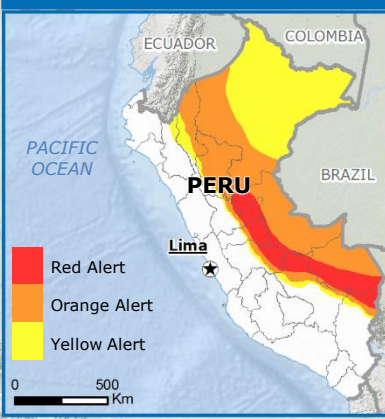 ECUADOR
COLOMBIA
PACIFIC
OCEAN
BRAZIL
PERU
Lima
Red Alert
Orange Alert
Yellow Alert
0 500
Km